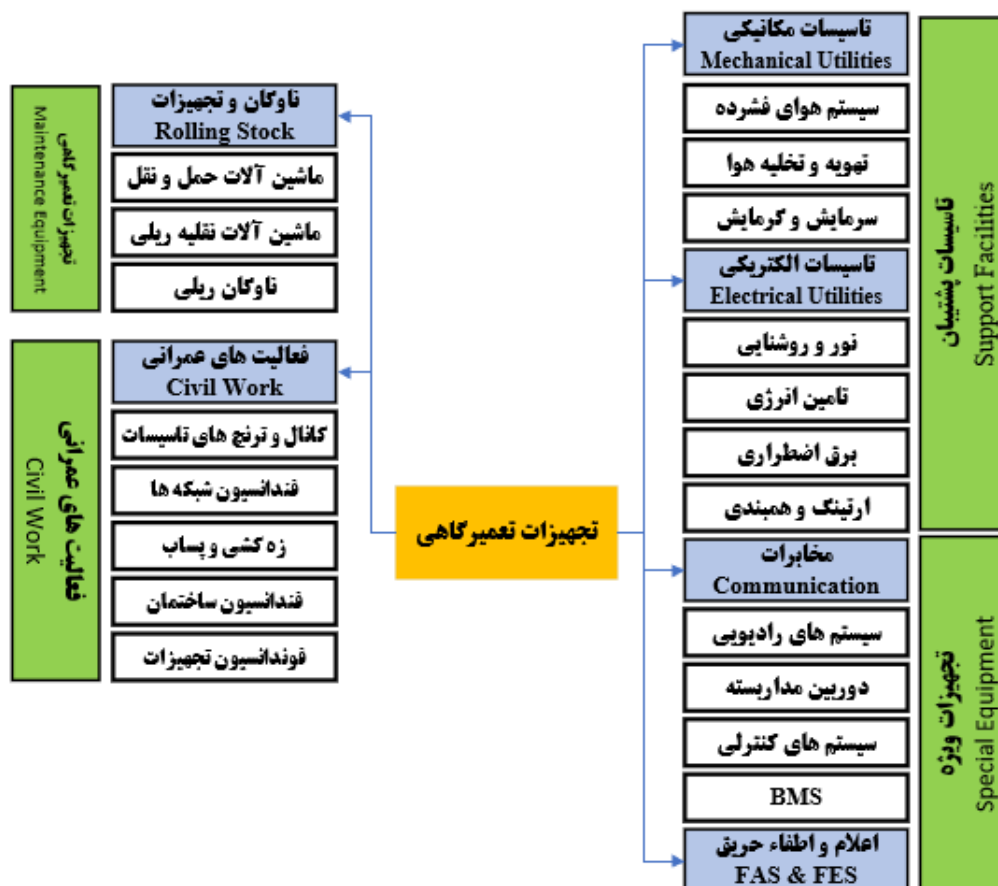 تاسیسات پشتیبان
Support Facilities
تاسیسات مکانیکی
Mechanical Utilities
سیستم هوای فشرده
تهویه و تخلیه هوا
سرمایش و گرمایش
تاسیسات الکتریکی
Electrical Utilities
نور و روشنایی
تامین انرژی
برق اضطراری
ارتینگ و همبندی
تجهیزات ویژه
Special Equipment
مخابرات
Communication
سیستم های رادیویی
دوربین مداربسته
سیستم های کنترلی
BMS
اعلام و اطفاء حریق
FAS & FES
تجهیزات تعمیرگاهی
ناوگان و تجهیزات
Rolling Stock
ماشین آلات حمل و نقل
ماشین آلات نقلیه ریلی
ناوگان ریلی
تجهیزات تعمیرگاهی
Maintenance Equipment
فعالیت های عمرانی
Civil Work
کانال و ترنچ های تاسیسات
فندانسیون شبکه ها
زه کشی و پساب
فندانسیون ساختمان
فوندانسیون تجهیزات
فعالیت های عمرانی
Civil Work